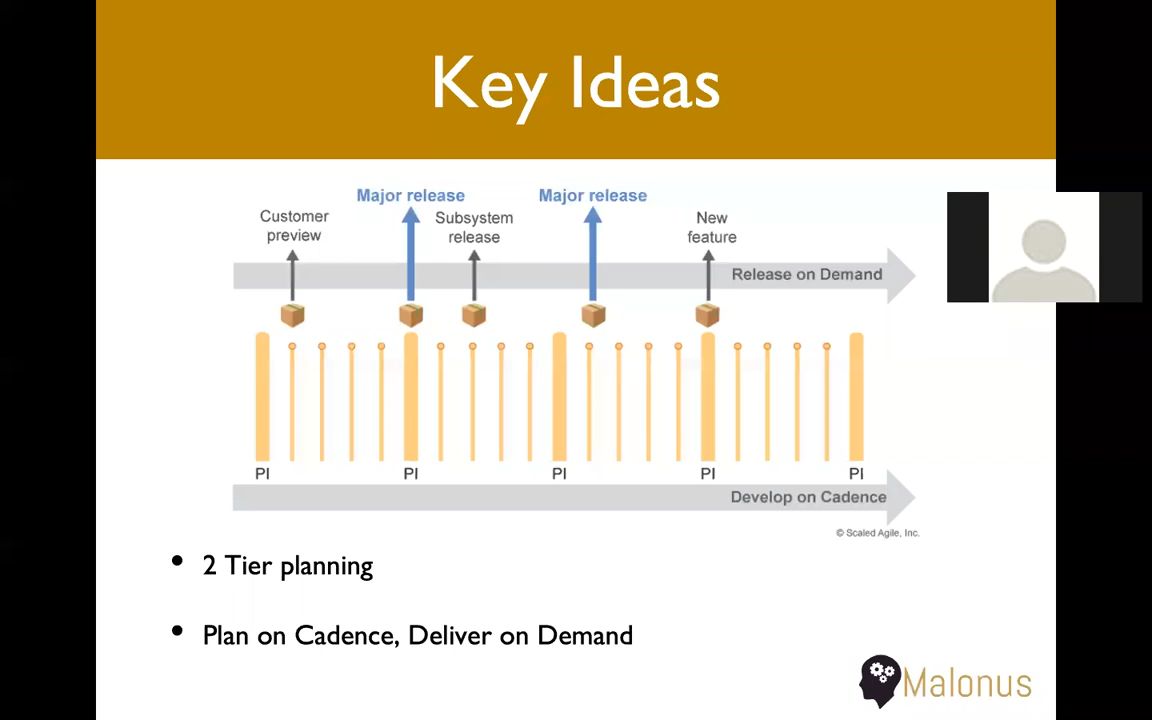 Key Ideas
Major release
Major release
Customer
preview
Subsystem
release
New
feature
Release on Demand
PI
PI
PI
PI
PI
Develop on Cadence
© Scaled Agile, Inc.
• 2 Tier planning
• Plan on Cadence, Deliver on Demand
Malonus